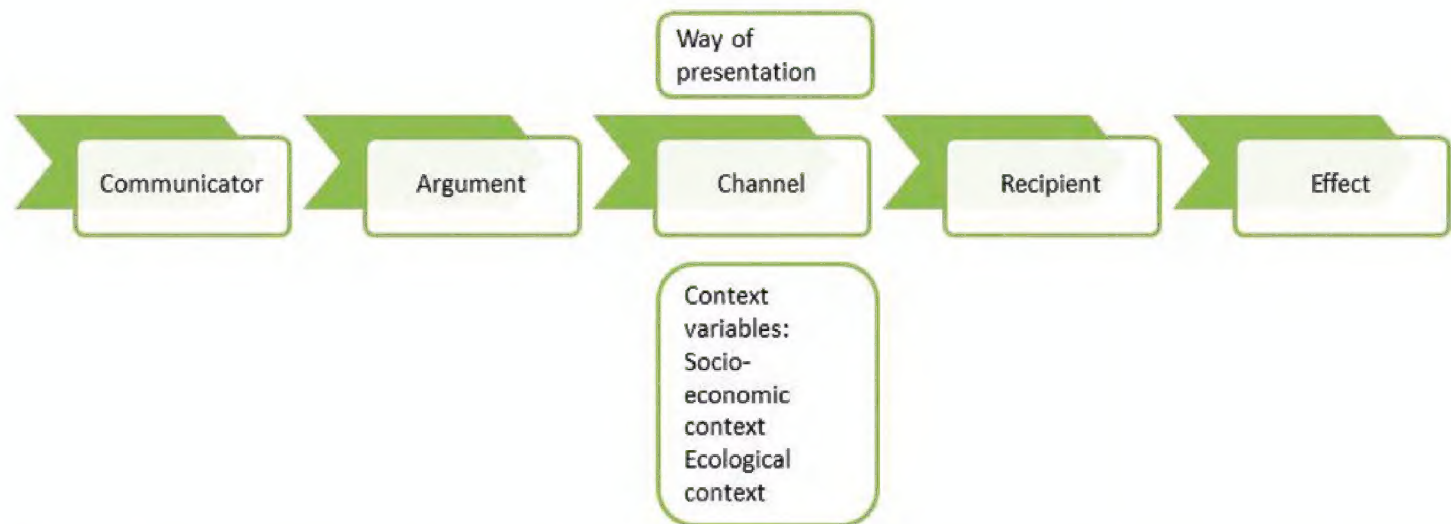 Way of
presentation
Communicator
Argument
Channel
Recipient
Effect
Context
variables:
Socio-
economic
context
Ecological
context